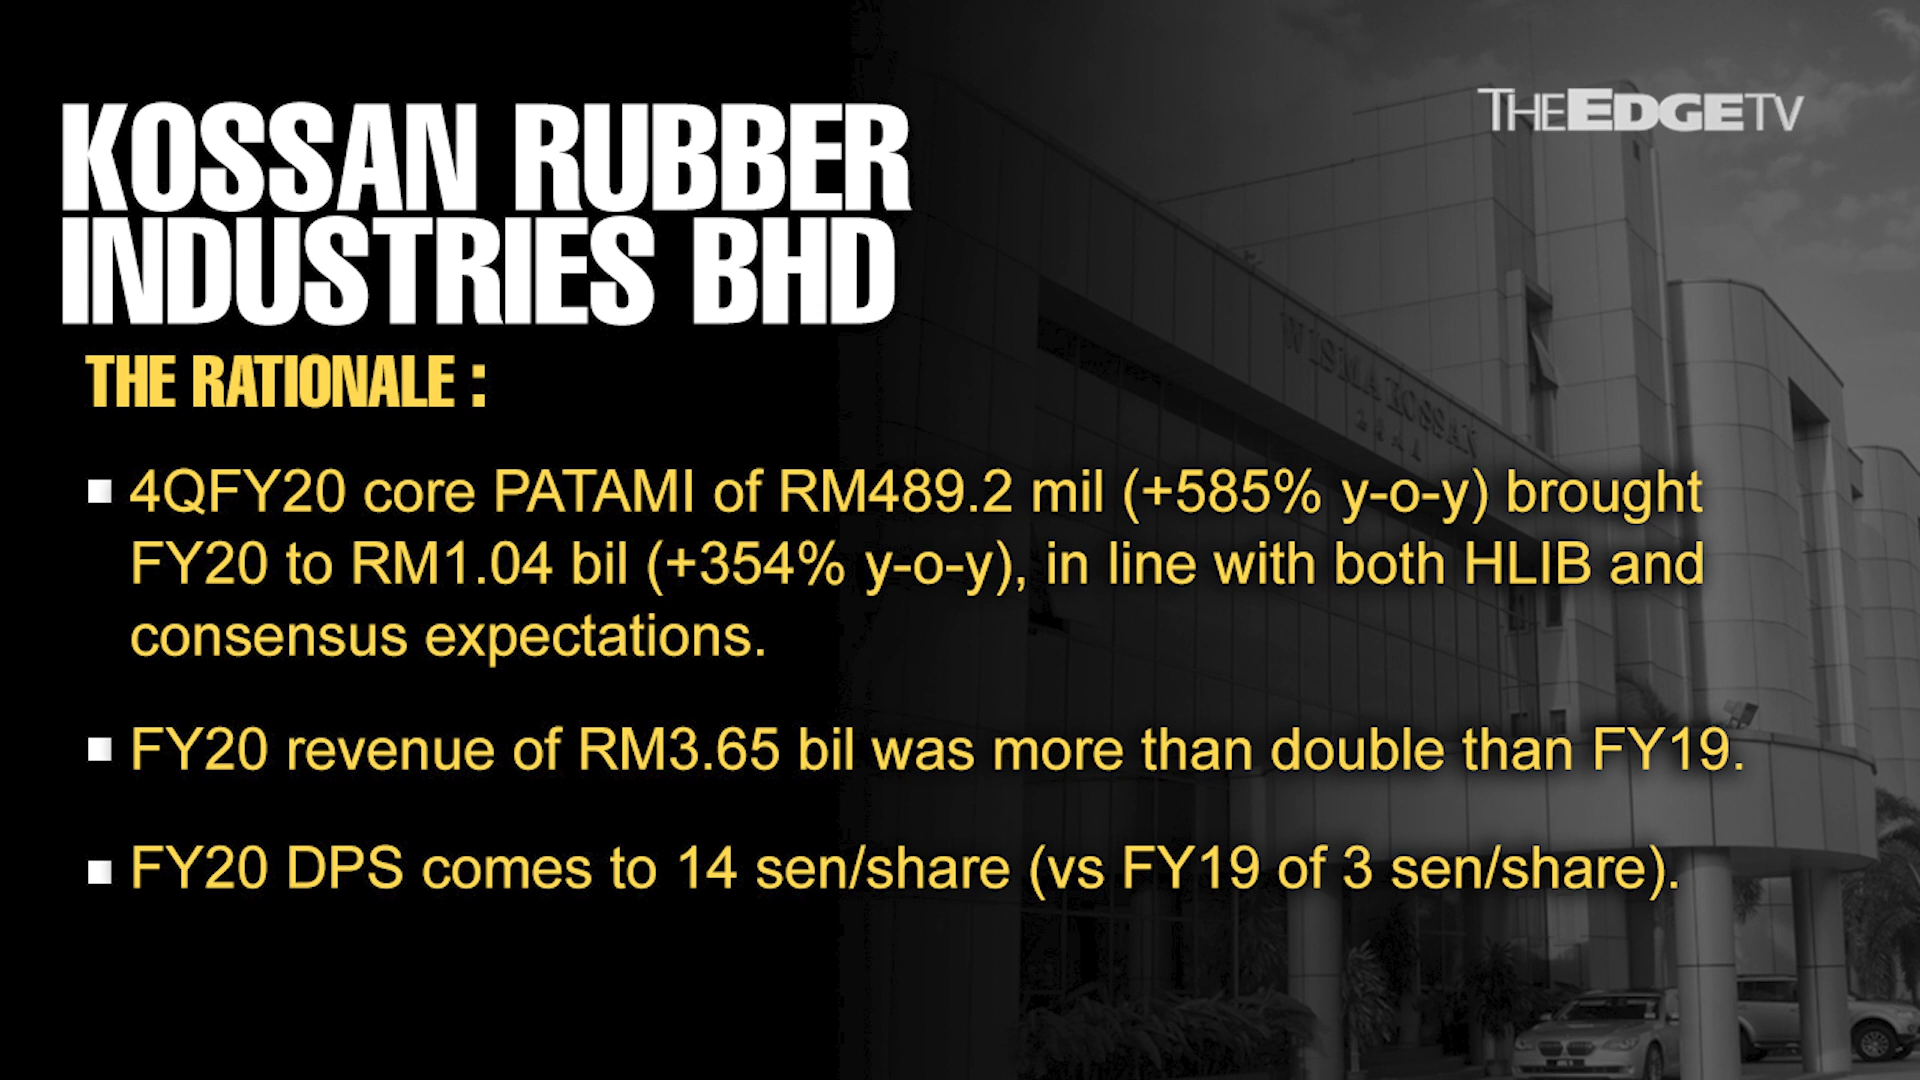 THEEDGETV
KOSSAN RUBBER
INDUSTRIES BHD
THE RATIONALE :
4QFY20 core PATAMI of RM489.2 mil (+585% y-o-y) brought
FY20 to RM1.04 bil (+354% y-o-y), in line with both HLIB and
consensus expectations.
FY20 revenue of RM3.65 bil was more than double than FY19.
FY20 DPS comes to 14 sen/share (vs FY19 of 3 sen/share).
WISMA KOSSAN